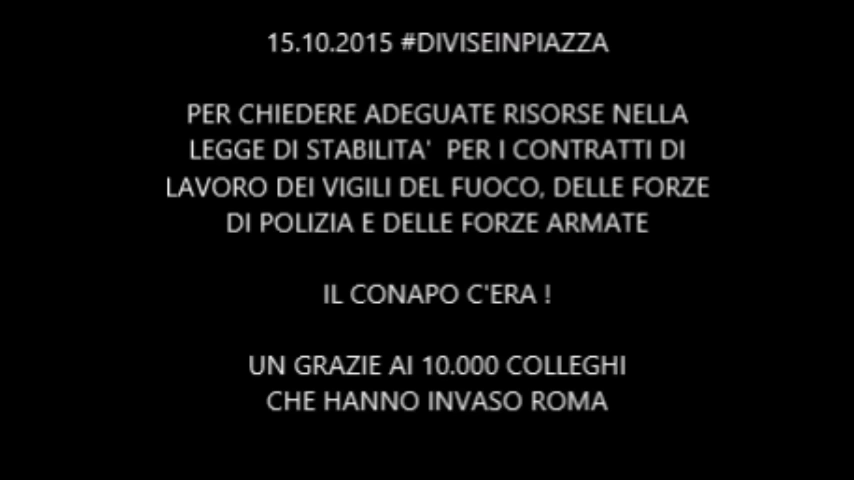 15.10.2015 #DIVISEINPIAZZA
PER CHIEDERE ADEGUATE RISORSE NELLA
LEGGE DI STABILITA'  PER I CONTRATTI DI
LAVORO DEI VIGILI DEL FUOCO, DELLE FORZE
DI POLIZIA E DELLE FORZE ARMATE
IL CONAPO C'ERA !
UN GRAZIE AI 10.000 COLLEGHI
CHE HANNO INVASO ROMA